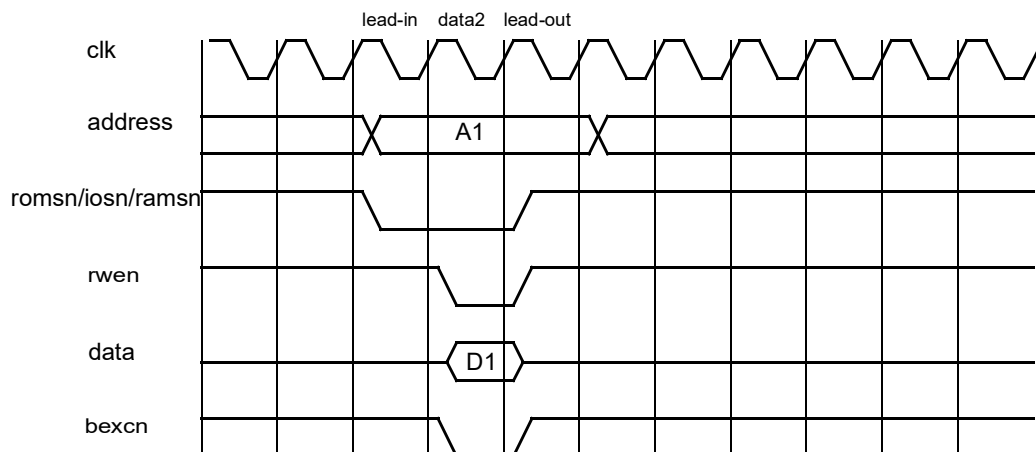 lead-in data2 lead-out
clk
address
A1
romsn/iosn/ramsn
rwen
data
D1
bexcn